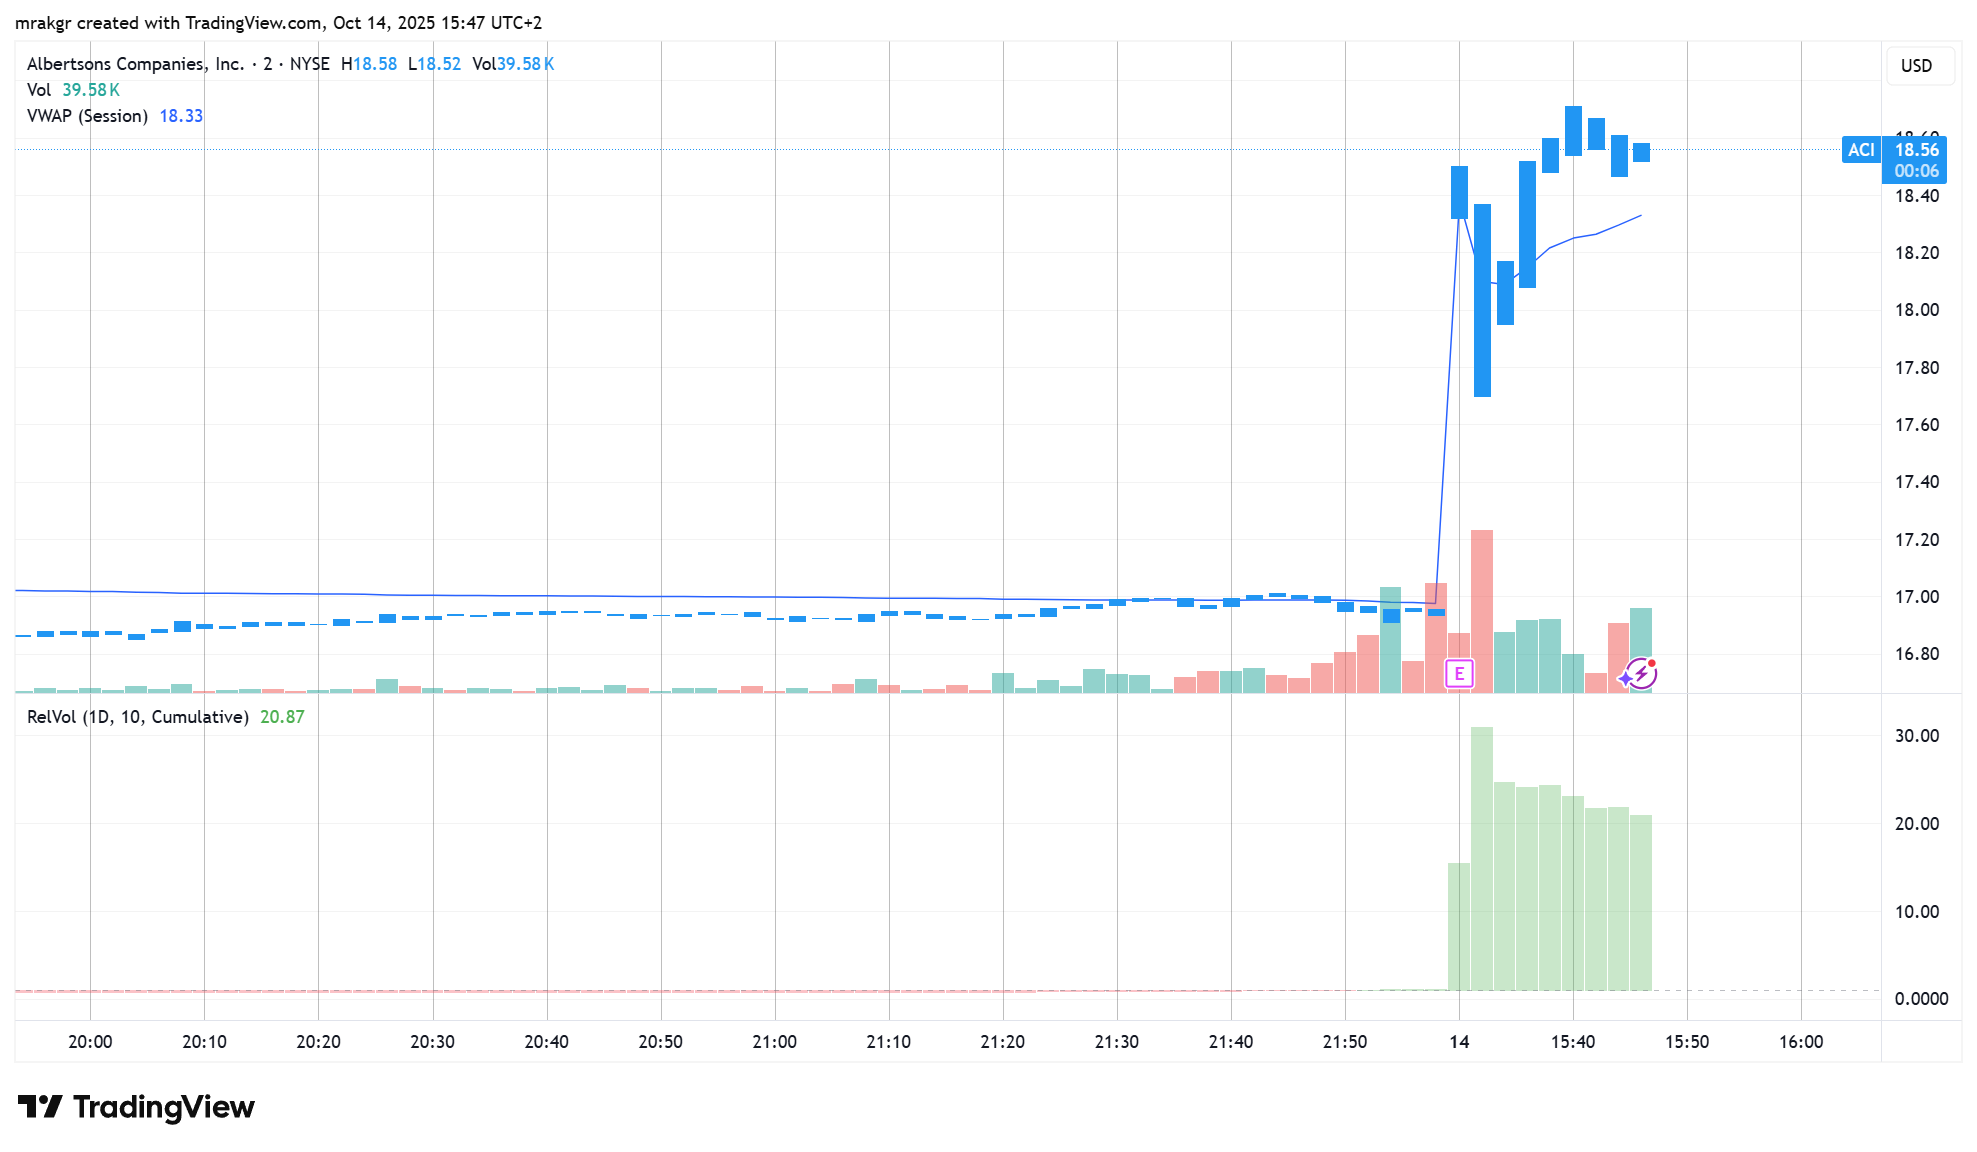 mrakgr created with TradingView.com, Oct 14, 2025 15:47 UTC+2
Albertsons Companies, Inc. · 2 · NYSE H18.58 L18.52 Vol39.58 K
Vol 39.58 K
VWAP (Session) 18.33
USD
18.60
ACI 18.56
00:06
18.40
18.20
18.00
17.80
17.60
17.40
17.20
17.00
16.80
E
RelVol (1D, 10, Cumulative) 20.87
30.00
20.00
10.00
0.0000
20:00 20:10 20:20 20:30 20:40 20:50 21:00 21:10 21:20 21:30 21:40 21:50 14 15:40 15:50 16:00
TradingView